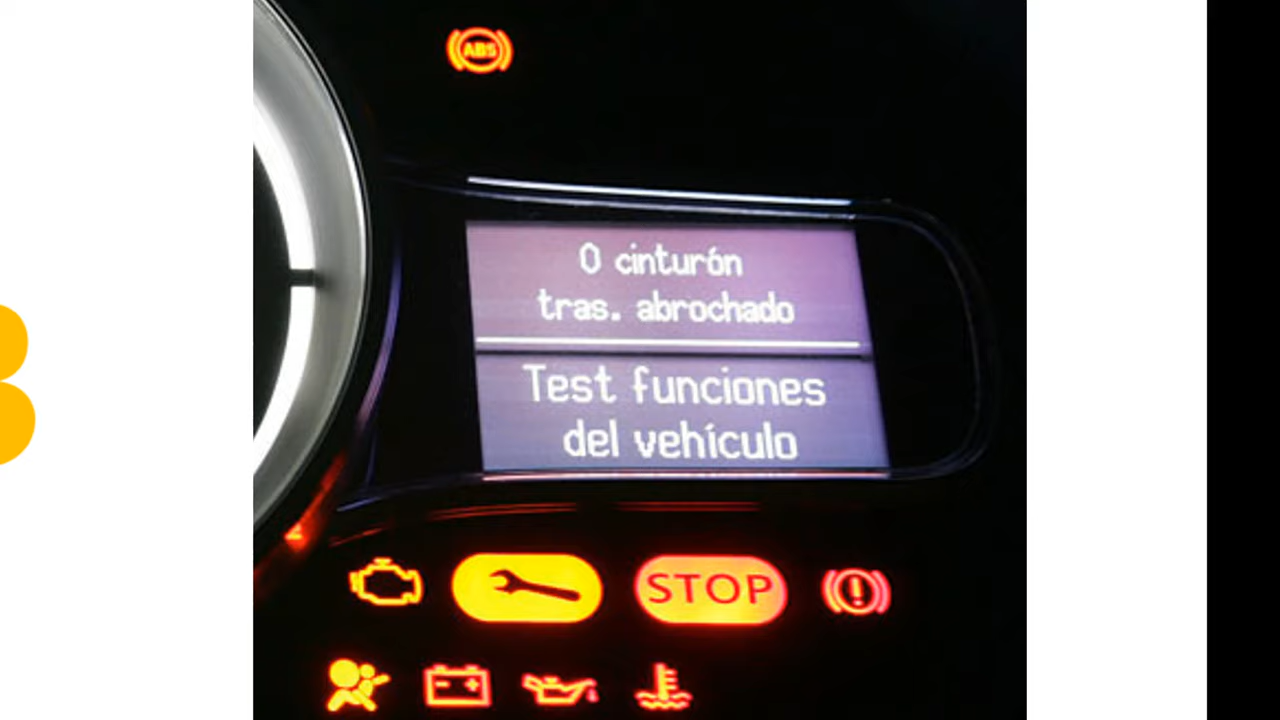 ABS
0 cinturón
tras. abrochado
Test funciones
del vehículo
STOP